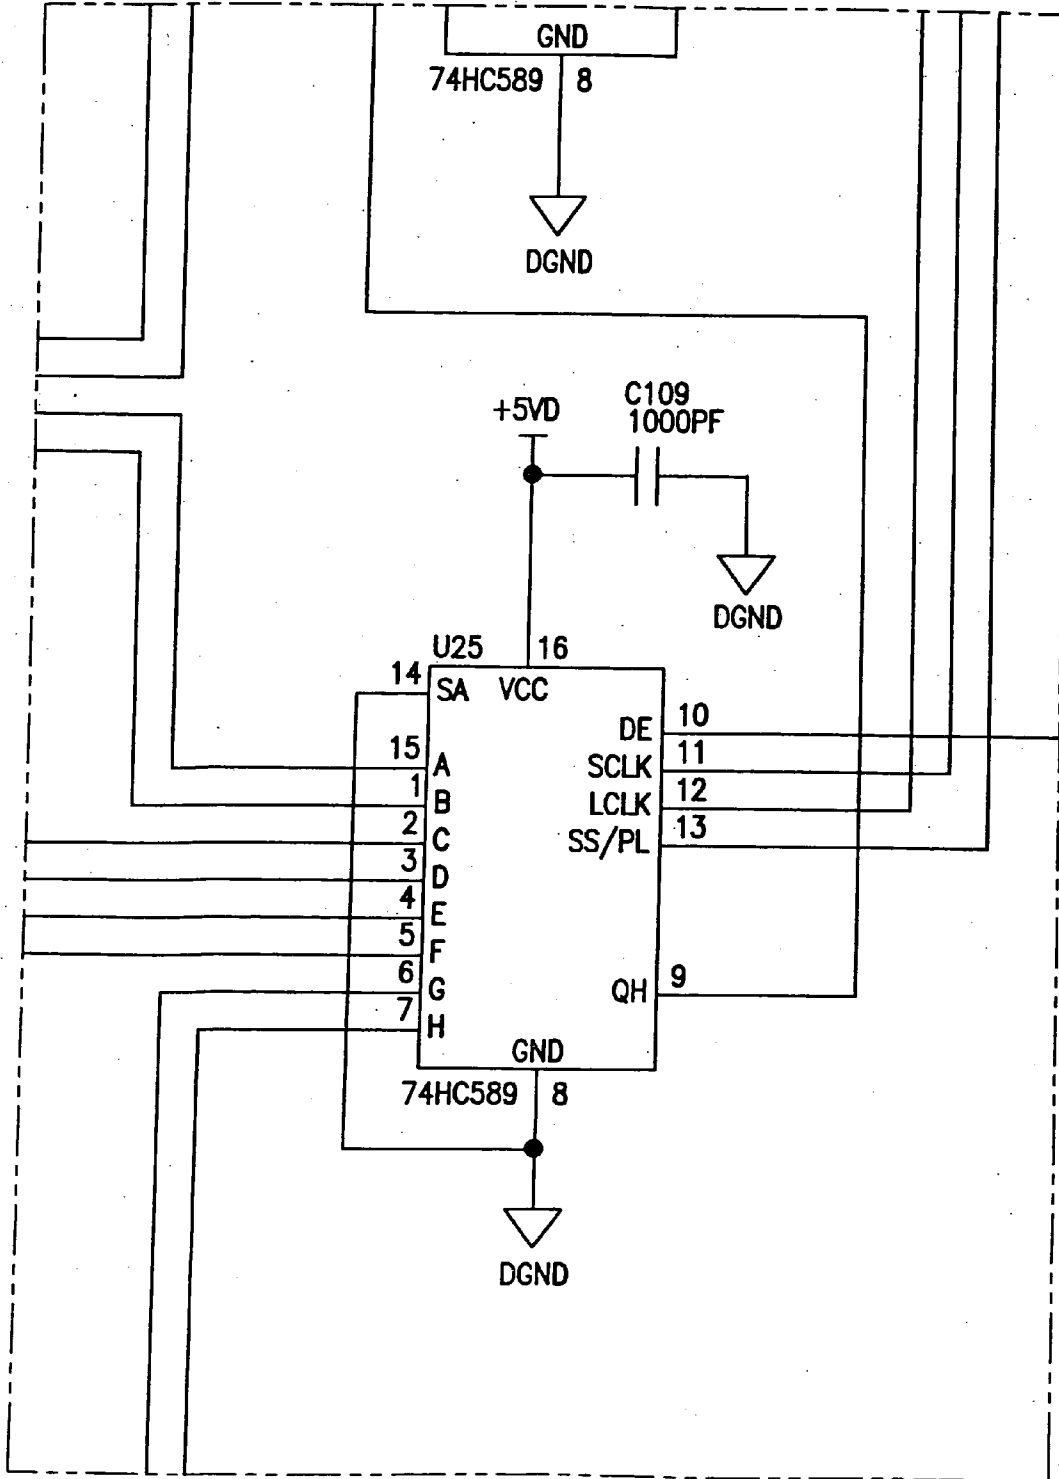 GND
74HC589 8
DGND
C109
+5VD 1000PF
DGND
U25 16
14 SA VCC
DE 10
15 A SCLK 11
1 B LCLK 12
2 C SS/PL 13
3 D
4 E
5 F
6 G QH 9
7 H
GND
74HC589 8
DGND